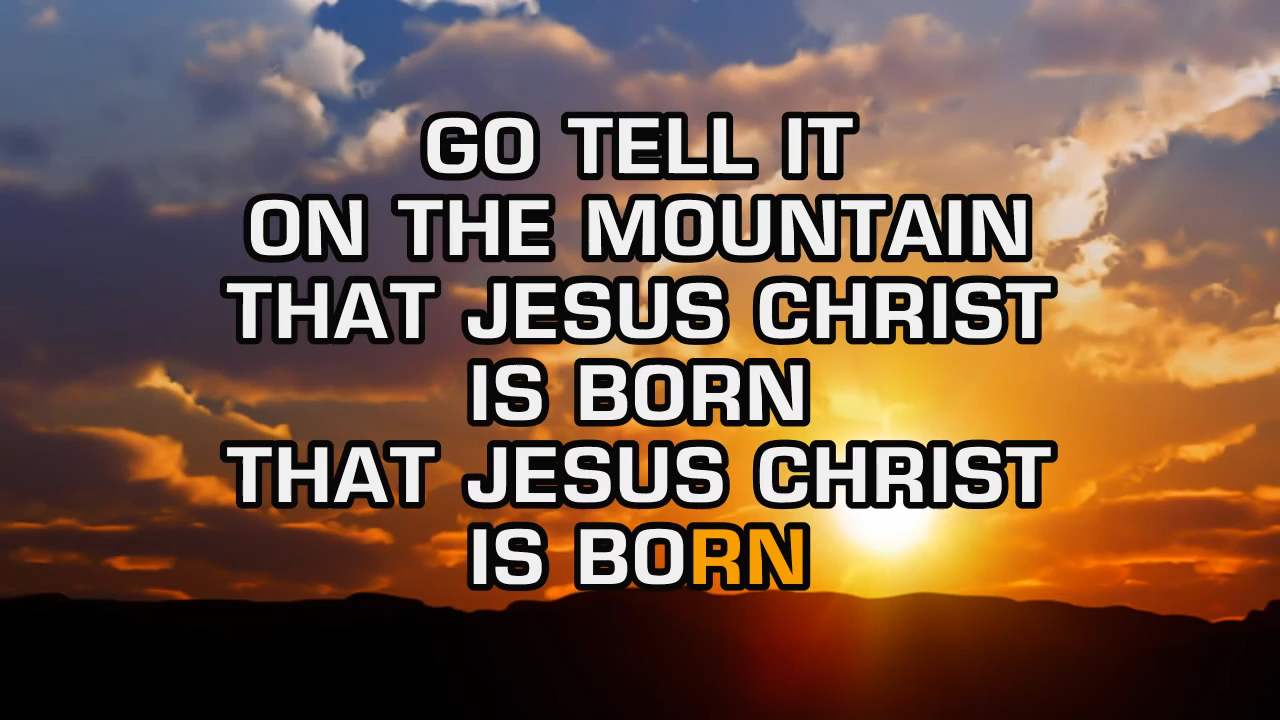 GO TELL IT
ON THE MOUNTAIN
THAT JESUS CHRIST
IS BORN
THAT JESUS CHRIST
IS BORN